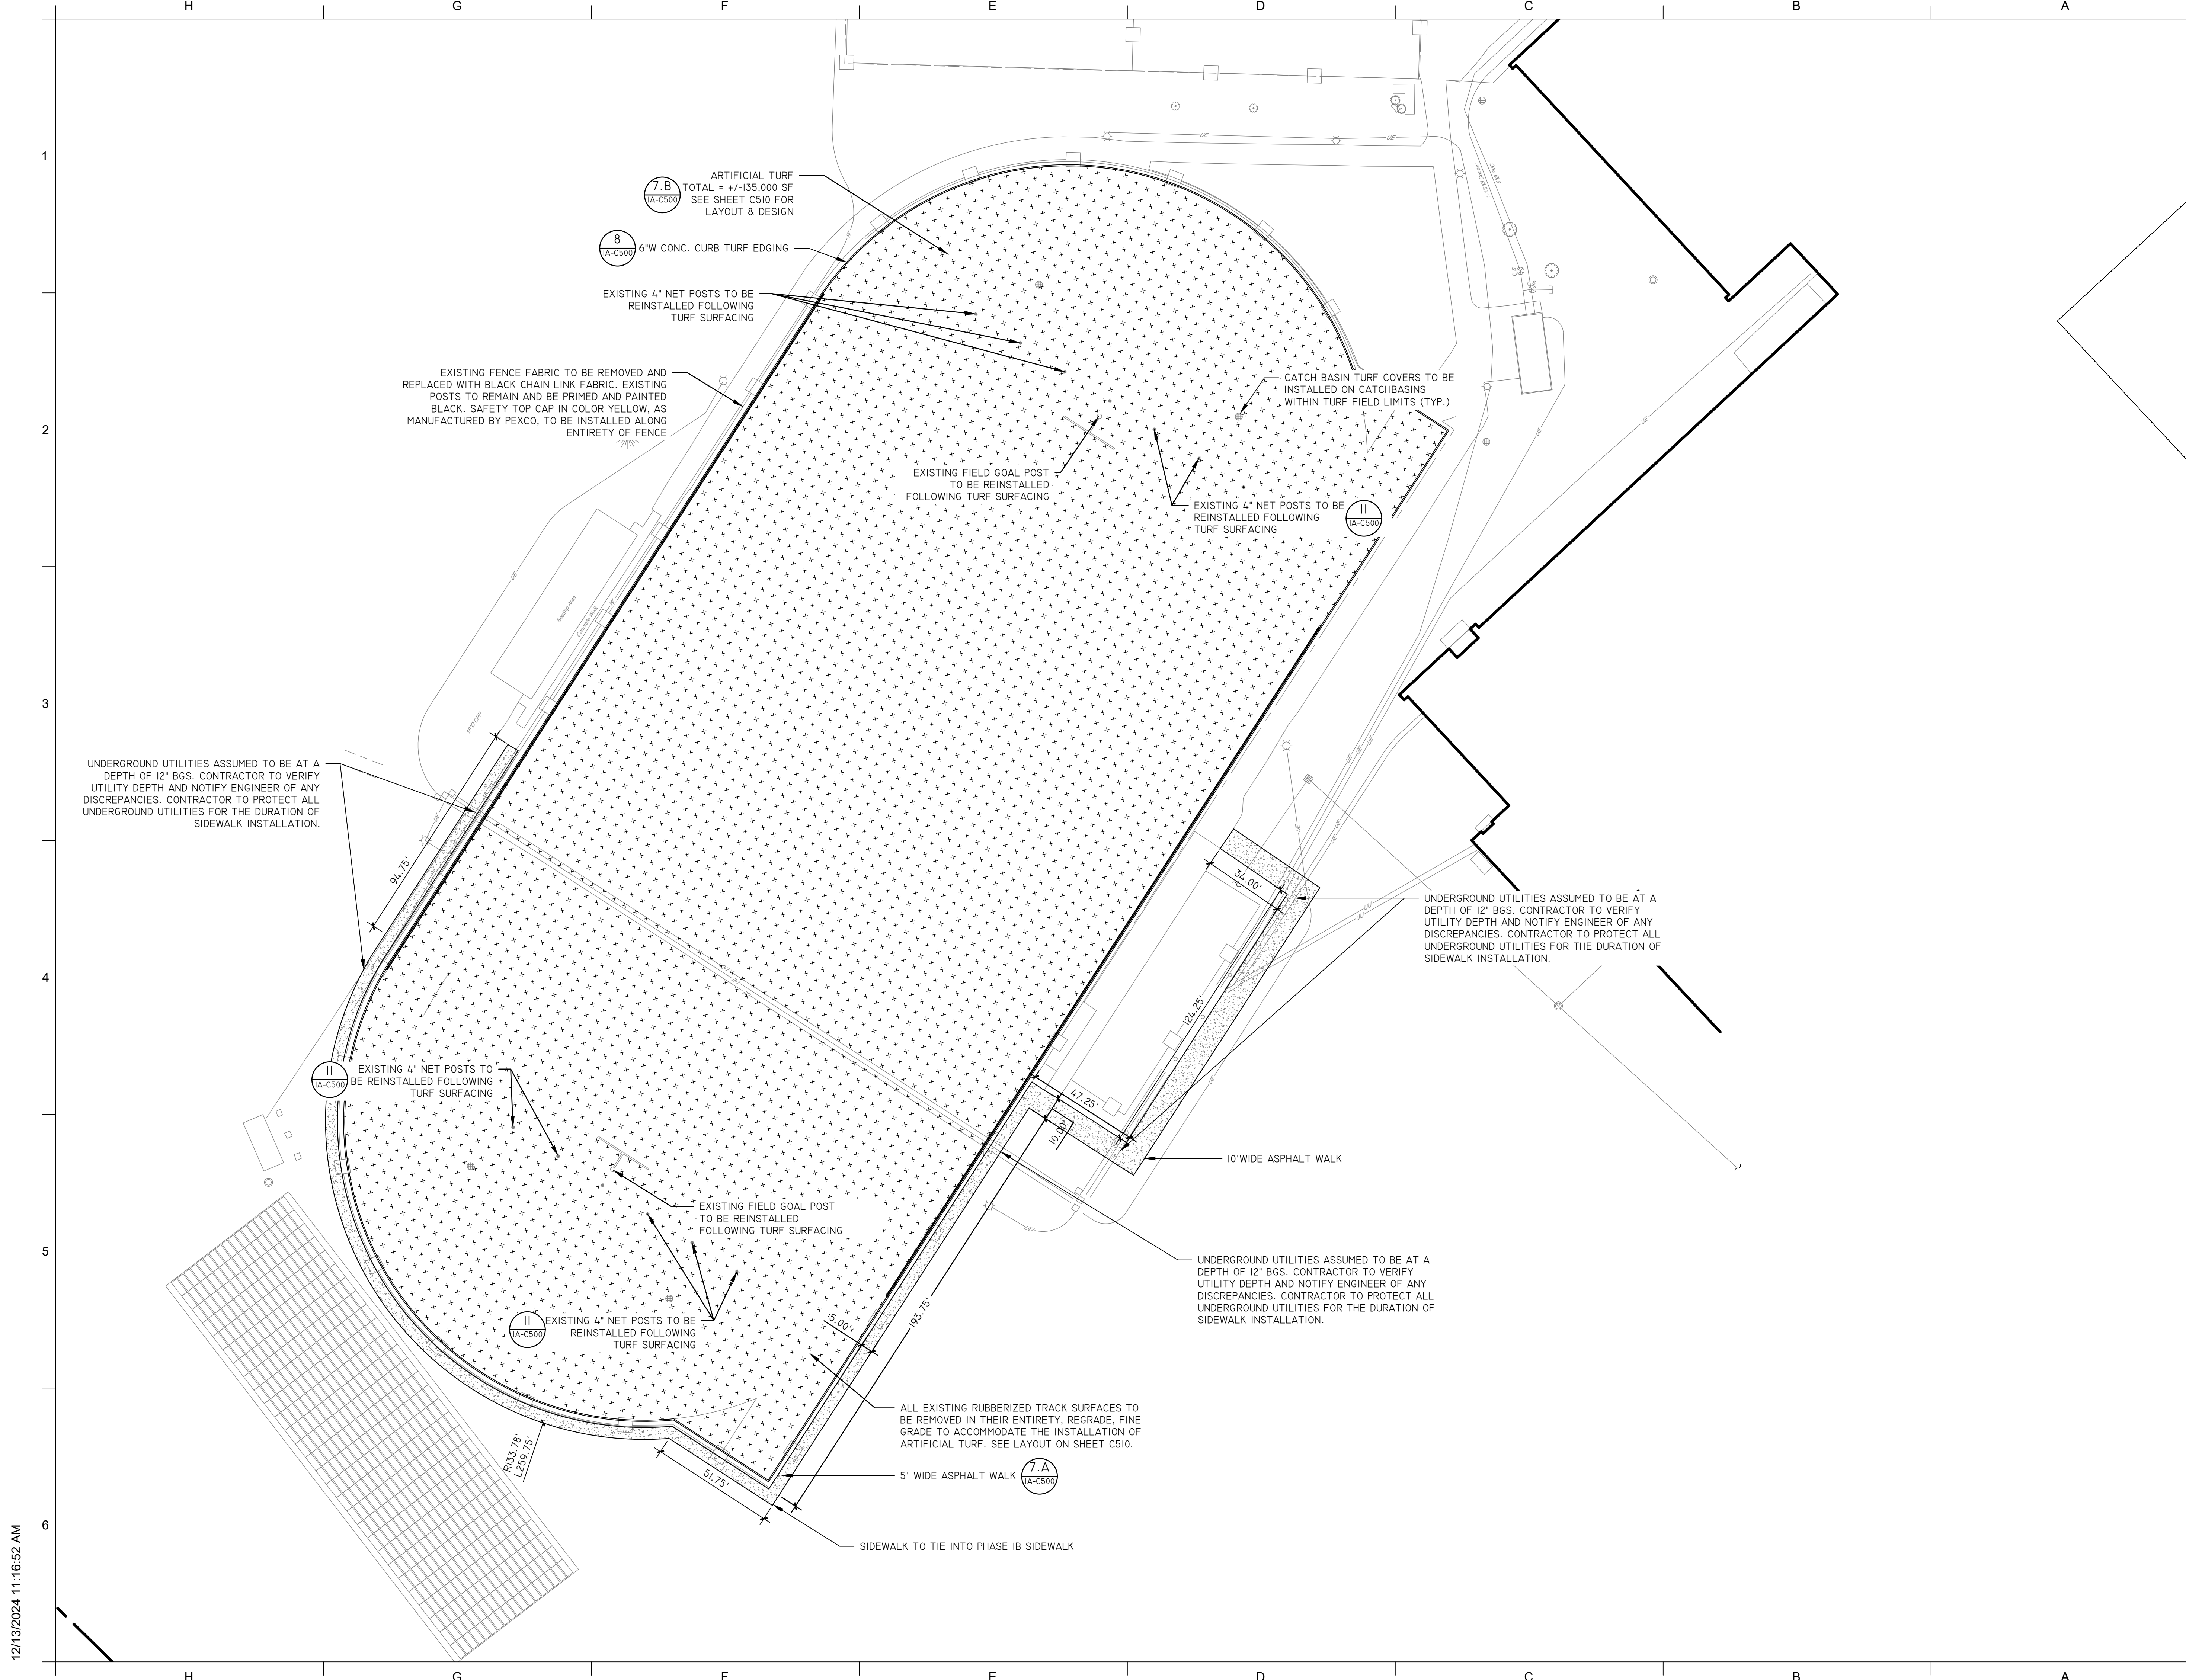 H G F E D C B A
1
ARTIFICIAL TURF
TOTAL = +/-135,000 SF
SEE SHEET C510 FOR
LAYOUT & DESIGN
7.B
1A-C500
8
1A-C500
6"W CONC. CURB TURF EDGING
EXISTING 4" NET POSTS TO BE
REINSTALLED FOLLOWING
TURF SURFACING
EXISTING FENCE FABRIC TO BE REMOVED AND
REPLACED WITH BLACK CHAIN LINK FABRIC. EXISTING
POSTS TO REMAIN AND BE PRIMED AND PAINTED
BLACK. SAFETY TOP CAP IN COLOR YELLOW, AS
MANUFACTURED BY PEXCO, TO BE INSTALLED ALONG
ENTIRETY OF FENCE
CATCH BASIN TURF COVERS TO BE
INSTALLED ON CATCHBASINS
WITHIN TURF FIELD LIMITS (TYP.)
2
EXISTING FIELD GOAL POST
TO BE REINSTALLED
FOLLOWING TURF SURFACING
EXISTING 4" NET POSTS TO BE
REINSTALLED FOLLOWING
TURF SURFACING
11
1A-C500
Seating Area
Concrete Walk
3
UNDERGROUND UTILITIES ASSUMED TO BE AT A
DEPTH OF 12" BGS. CONTRACTOR TO VERIFY
UTILITY DEPTH AND NOTIFY ENGINEER OF ANY
DISCREPANCIES. CONTRACTOR TO PROTECT ALL
UNDERGROUND UTILITIES FOR THE DURATION OF
SIDEWALK INSTALLATION.
94.75'
34.00'
UNDERGROUND UTILITIES ASSUMED TO BE AT A
DEPTH OF 12" BGS. CONTRACTOR TO VERIFY
UTILITY DEPTH AND NOTIFY ENGINEER OF ANY
DISCREPANCIES. CONTRACTOR TO PROTECT ALL
UNDERGROUND UTILITIES FOR THE DURATION OF
SIDEWALK INSTALLATION.
4
124.25'
11
1A-C500
EXISTING 4" NET POSTS TO
BE REINSTALLED FOLLOWING
TURF SURFACING
47.25'
10.00'
10'WIDE ASPHALT WALK
EXISTING FIELD GOAL POST
TO BE REINSTALLED
FOLLOWING TURF SURFACING
5
UNDERGROUND UTILITIES ASSUMED TO BE AT A
DEPTH OF 12" BGS. CONTRACTOR TO VERIFY
UTILITY DEPTH AND NOTIFY ENGINEER OF ANY
DISCREPANCIES. CONTRACTOR TO PROTECT ALL
UNDERGROUND UTILITIES FOR THE DURATION OF
SIDEWALK INSTALLATION.
11
1A-C500
EXISTING 4" NET POSTS TO BE
REINSTALLED FOLLOWING
TURF SURFACING
5.00'
193.75'
ALL EXISTING RUBBERIZED TRACK SURFACES TO
BE REMOVED IN THEIR ENTIRETY, REGRADE, FINE
GRADE TO ACCOMMODATE THE INSTALLATION OF
ARTIFICIAL TURF. SEE LAYOUT ON SHEET C510.
R133.78'
L259.75'
51.75'
5' WIDE ASPHALT WALK
7.A
1A-C500
6
SIDEWALK TO TIE INTO PHASE 1B SIDEWALK
12/13/2024 11:16:52 AM
H G F E D C B A